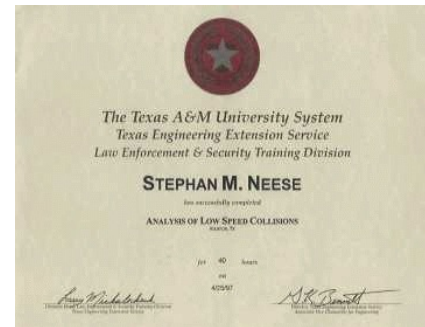 The Texas A&M University System
Texas Engineering Extension Service
Law Enforcement & Security Training Division
STEPHAN M. NEESE
has successfully completed
ANALYSIS OF LOW SPEED COLLISIONS
for 40 hours
on
4/25/97